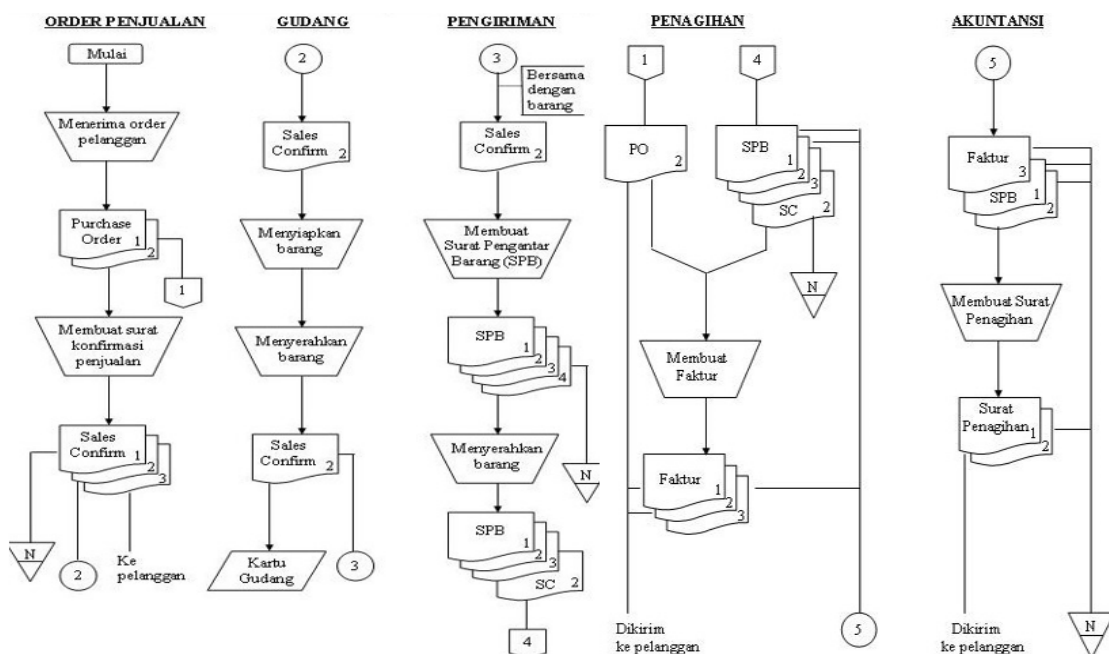 ORDER PENJUALAN
Mulai
Menerima order
pelanggan
Purchase
Order
1
2
1
Membuat surat
konfirmasi
penjualan
Sales
Confirm
1
2
3
N
2
Ke
pelanggan
GUDANG
2
Sales
Confirm
2
Menyiapkan
barang
Menyerahkan
barang
Sales
Confirm
2
Kartu
Gudang
3
PENGIRIMAN
3
Bersama
dengan
barang
Sales
Confirm
2
Membuat
Surat Pengantar
Barang (SPB)
SPB
1
2
3
4
N
Menyerahkan
barang
SPB
1
2
3
SC
2
4
PENAGIHAN
1
4
PO
2
SPB
1
2
3
SC
2
N
Membuat
Faktur
Faktur
1
2
3
Dikirim
ke pelanggan
5
AKUNTANSI
5
Faktur
3
SPB
1
2
Membuat Surat
Penagihan
Surat
Penagihan
1
2
Dikirim
ke pelanggan
N